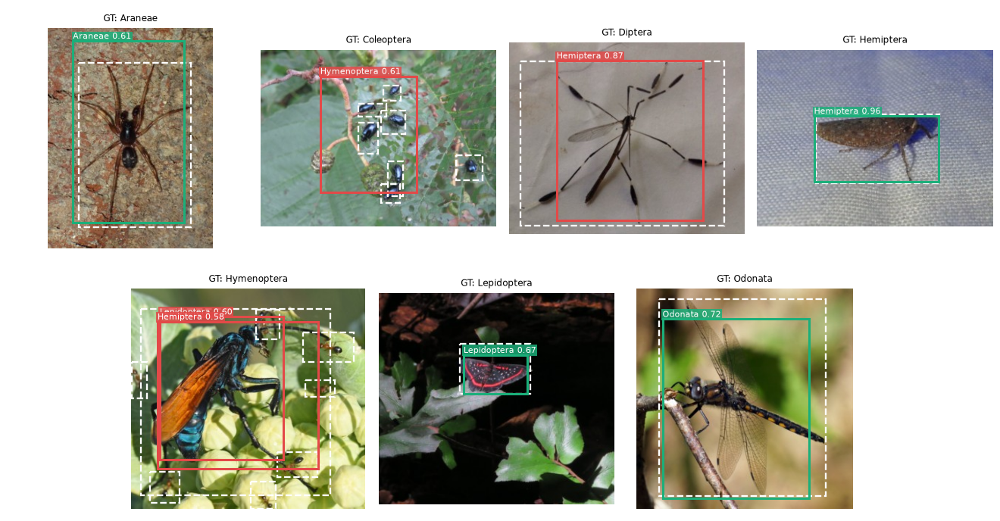 GT: Araneae
Araneae 0.61
GT: Coleoptera
Hymenoptera 0.61
GT: Diptera
Hemiptera 0.87
GT: Hemiptera
Hemiptera 0.96
GT: Hymenoptera
Lepidoptera 0.60
Hemiptera 0.58
GT: Lepidoptera
Lepidoptera 0.67
GT: Odonata
Odonata 0.72